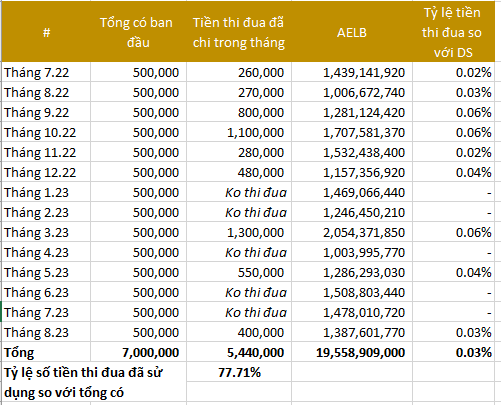 # Tổng có ban đầu Tiền thi đua đã chi trong tháng AELB Tỷ lệ tiền thi đua so với DS
Tháng 7.22 500,000 260,000 1,439,141,920 0.02%
Tháng 8.22 500,000 270,000 1,006,672,740 0.03%
Tháng 9.22 500,000 800,000 1,281,124,420 0.06%
Tháng 10.22 500,000 1,100,000 1,707,581,370 0.06%
Tháng 11.22 500,000 280,000 1,532,438,400 0.02%
Tháng 12.22 500,000 480,000 1,157,356,920 0.04%
Tháng 1.23 500,000 Ko thi đua 1,469,066,440 -
Tháng 2.23 500,000 Ko thi đua 1,246,450,210 -
Tháng 3.23 500,000 1,300,000 2,054,371,850 0.06%
Tháng 4.23 500,000 Ko thi đua 1,003,995,770 -
Tháng 5.23 500,000 550,000 1,286,293,030 0.04%
Tháng 6.23 500,000 Ko thi đua 1,508,803,440 -
Tháng 7.23 500,000 Ko thi đua 1,478,010,720 -
Tháng 8.23 500,000 400,000 1,387,601,770 0.03%
Tổng 7,000,000 5,440,000 19,558,909,000 0.03%
Tỷ lệ số tiền thi đua đã sử 77.71%
dụng so với tổng có